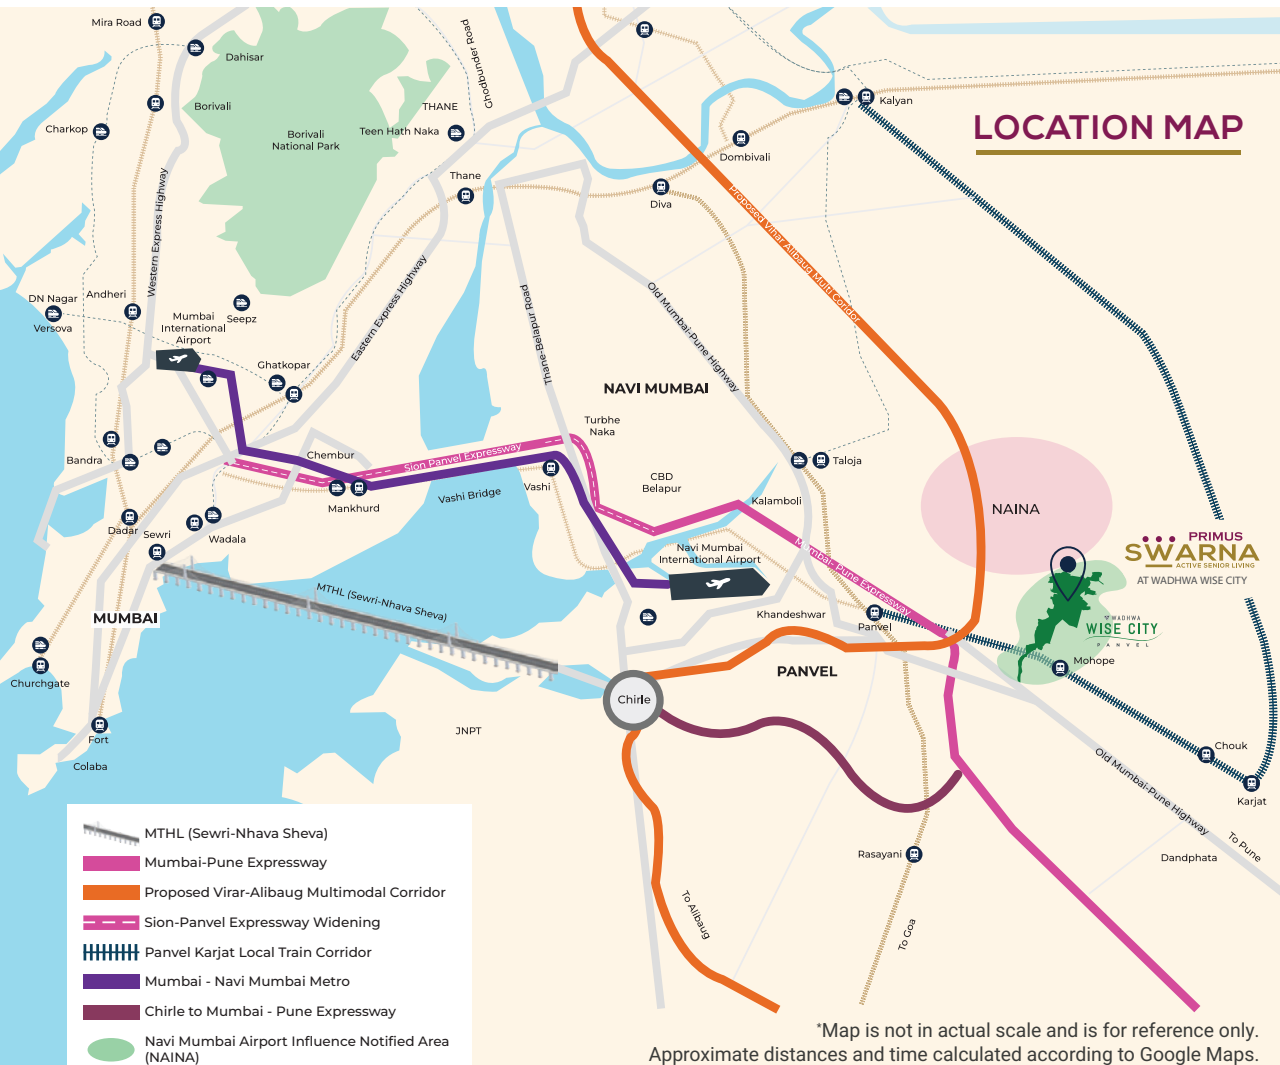 LOCATION MAP
Mira Road
Dahisar
Borivali
Charkop
Borivali
National Park
THANE
Teen Hath Naka
Ghodbunder Road
Thane
Kalyan
Dombivali
Diva
Western Express Highway
Eastern Express Highway
Thane-Belapur Road
Old Mumbai-Pune Highway
Proposed Virar Alibaug Multi Coridor
DN Nagar
Versova
Andheri
Seepz
Mumbai
International
Airport
Ghatkopar
NAVI MUMBAI
Turbhe
Naka
Bandra
Chembur
Sion Panvel Expressway
Mankhurd
Vashi Bridge
Vashi
CBD
Belapur
Taloja
Kalamboli
NAINA
Dadar
Sewri
Wadala
Navi Mumbai
International Airport
Mumbai- Pune Expressway
PRIMUS
SWARNA
ACTIVE SENIOR LIVING
AT WADHWA WISE CITY
MTHL (Sewri-Nhava Sheva)
MUMBAI
Khandeshwar
Panvel
WADHWA
WISE CITY
PANVEL
Mohope
Churchgate
PANVEL
Chirle
JNPT
Fort
Colaba
Chouk
Karjat
Old Mumbai-Pune Highway
To Pune
Dandphata
Rasayani
To Alibaug
To Goa
MTHL (Sewri-Nhava Sheva)
Mumbai-Pune Expressway
Proposed Virar-Alibaug Multimodal Corridor
Sion-Panvel Expressway Widening
Panvel Karjat Local Train Corridor
Mumbai - Navi Mumbai Metro
Chirle to Mumbai - Pune Expressway
Navi Mumbai Airport Influence Notified Area
(NAINA)
*Map is not in actual scale and is for reference only.
Approximate distances and time calculated according to Google Maps.